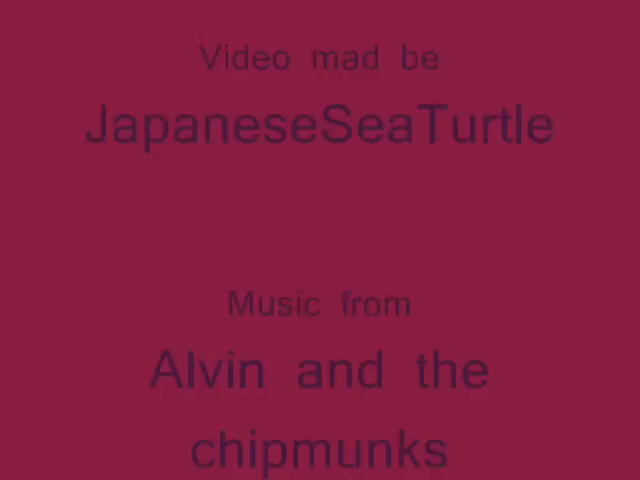 Video mad be
JapaneseSeaTurtle
Music from
Alvin and the
chipmunks